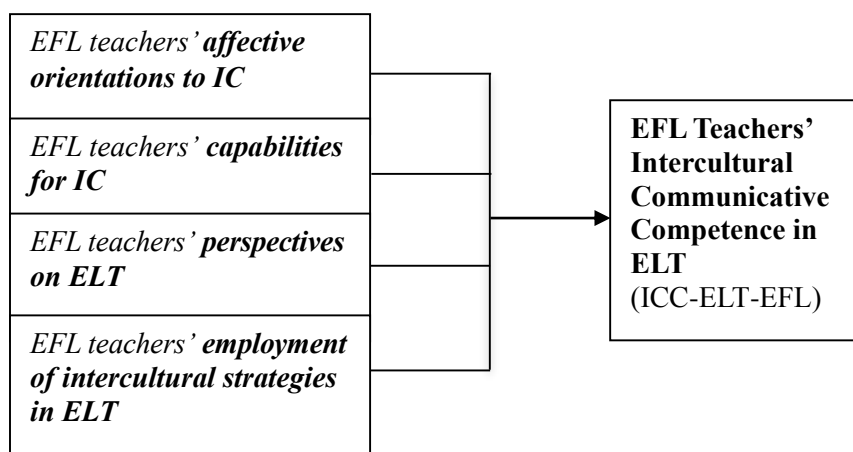 EFL teachers’ affective
orientations to IC
EFL teachers’ capabilities
for IC
EFL teachers’ perspectives
on ELT
EFL teachers’ employment
of intercultural strategies
in ELT
EFL Teachers’
Intercultural
Communicative
Competence in
ELT
(ICC-ELT-EFL)